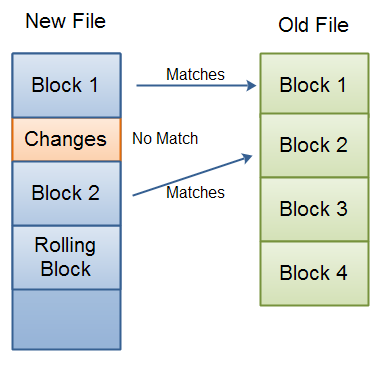 New File
Old File
Block 1
Matches
Block 1
Changes
No Match
Block 2
Block 2
Matches
Rolling
Block
Block 3
Block 4